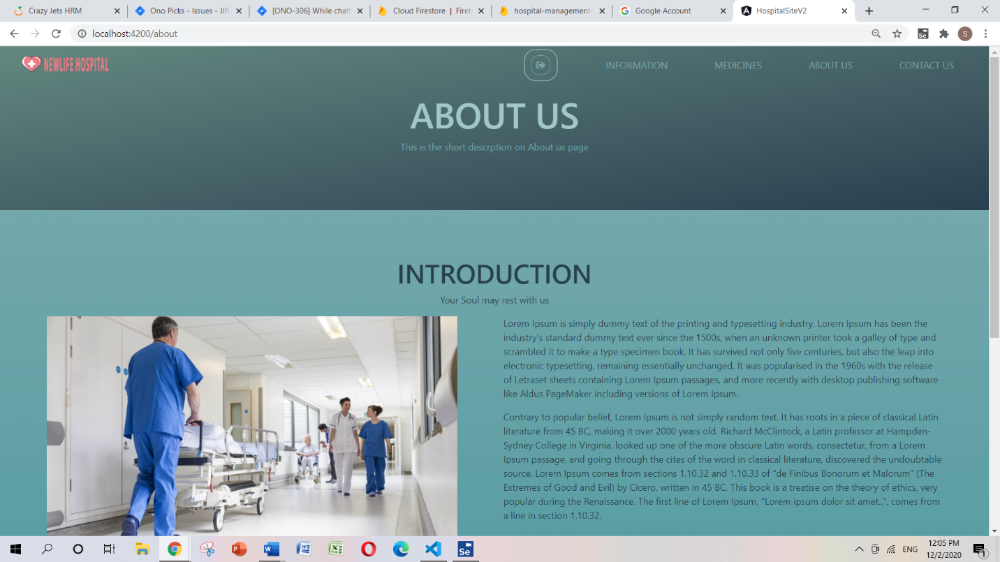 Crazy Jets HRM
Ono Picks - Issues - JIR
[ONO-306] While chatt
Cloud Firestore | Fireb
hospital-management-
Google Account
HospitalSiteV2
localhost:4200/about
Se
S
NEWLIFE HOSPITAL
INFORMATION
MEDICINES
ABOUT US
CONTACT US
ABOUT US
This is the short descrption on About us page
INTRODUCTION
Your Soul may rest with us
Lorem Ipsum is simply dummy text of the printing and typesetting industry. Lorem Ipsum has been the
industry's standard dummy text ever since the 1500s, when an unknown printer took a galley of type and
scrambled it to make a type specimen book. It has survived not only five centuries, but also the leap into
electronic typesetting, remaining essentially unchanged. It was popularised in the 1960s with the release
of Letraset sheets containing Lorem Ipsum passages, and more recently with desktop publishing software
like Aldus PageMaker including versions of Lorem Ipsum.
Contrary to popular belief, Lorem Ipsum is not simply random text. It has roots in a piece of classical Latin
literature from 45 BC, making it over 2000 years old. Richard McClintock, a Latin professor at Hampden-
Sydney College in Virginia, looked up one of the more obscure Latin words, consectetur, from a Lorem
Ipsum passage, and going through the cites of the word in classical literature, discovered the undoubtable
source. Lorem Ipsum comes from sections 1.10.32 and 1.10.33 of "de Finibus Bonorum et Malorum" (The
Extremes of Good and Evil) by Cicero, written in 45 BC. This book is a treatise on the theory of ethics, very
popular during the Renaissance. The first line of Lorem Ipsum, "Lorem ipsum dolor sit amet..", comes from
a line in section 1.10.32.
Se
ENG
12:05 PM
12/2/2020
1